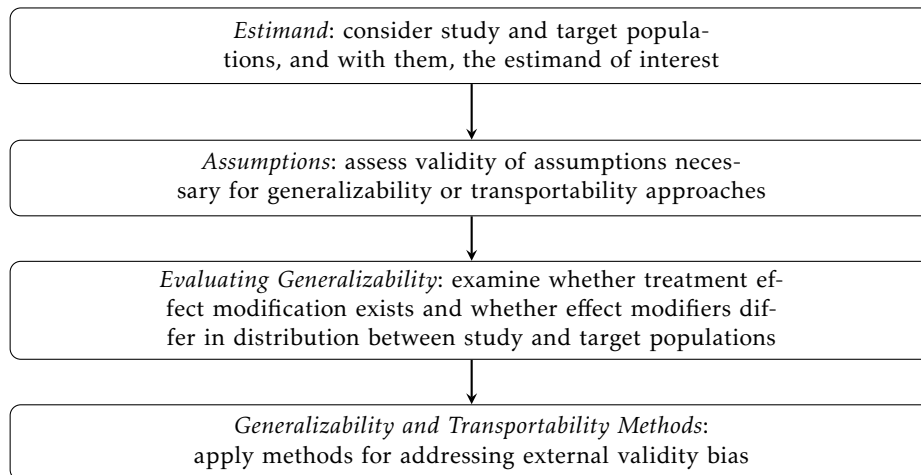 Estimand: consider study and target popula-
tions, and with them, the estimand of interest
Assumptions: assess validity of assumptions neces-
sary for generalizability or transportability approaches
Evaluating Generalizability: examine whether treatment ef-
fect modification exists and whether effect modifiers dif-
fer in distribution between study and target populations
Generalizability and Transportability Methods:
apply methods for addressing external validity bias